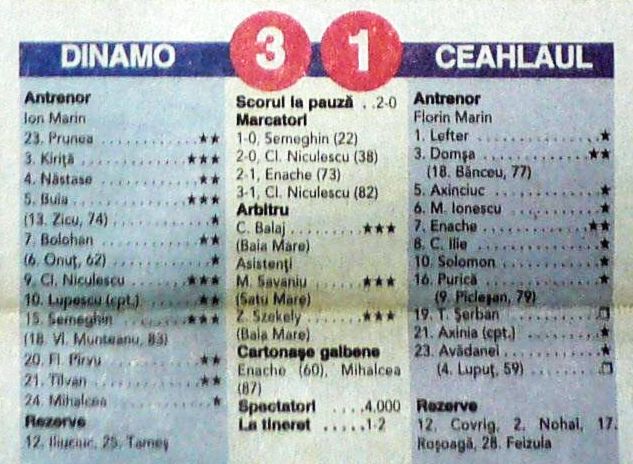 DINAMO 3 1 CEAHLAUL
Antrenor
Ion Marin
23. Prunea ............ ★★
3. Kiriţă ............ ★★★
4. Năstase ............ ★★
5. Buia ............ ★★★
(13. Zicu, 74) ............ ★
7. Bolohan ............ ★★
(6. Onuţ, 62) ............ ★
9. Cl. Niculescu ............ ★★★
10. Lupescu (cpt.) ............ ★★
15. Semeghin ............ ★★★
(18. Vl. Munteanu, 83)
20. Fl. Pîrvu ............ ★★
21. Tilvan ............ ★★
24. Mihalcea ............ ★
Rezerve
12. Iliuciuc, 25. Tameş
Scorul la pauză ..2-0
Marcatori
1-0, Semeghin (22)
2-0, Cl. Niculescu (38)
2-1, Enache (73)
3-1, Cl. Niculescu (82)
Arbitru
C. Balaj ............ ★★★
(Baia Mare)
Asistenţi
M. Savaniu ............ ★★★
(Satu Mare)
Z. Szekely ............ ★★★
(Baia Mare)
Cartonaşe galbene
Enache (60), Mihalcea
(87)
Spectatori ....4.000
La tineret .....1-2
Antrenor
Florin Marin
1. Lefter ............ ★
3. Domşa ............ ★★
(18. Bănceu, 77)
5. Axinciuc ............ ★
6. M. Ionescu ............ ★
7. Enache ............ ★★
8. C. Ilie ............ ★
10. Solomon ............ ★
16. Purică ............ ★
(9. Picleşan, 79)
19. T. Şerban ............ ❒
21. Axinia (cpt.) ............ ★
23. Avădanei ............ ★
(4. Lupuţ, 59) ............ ❒
Rezerve
12. Covrig, 2. Nohai, 17.
Roşoagă, 28. Feizula